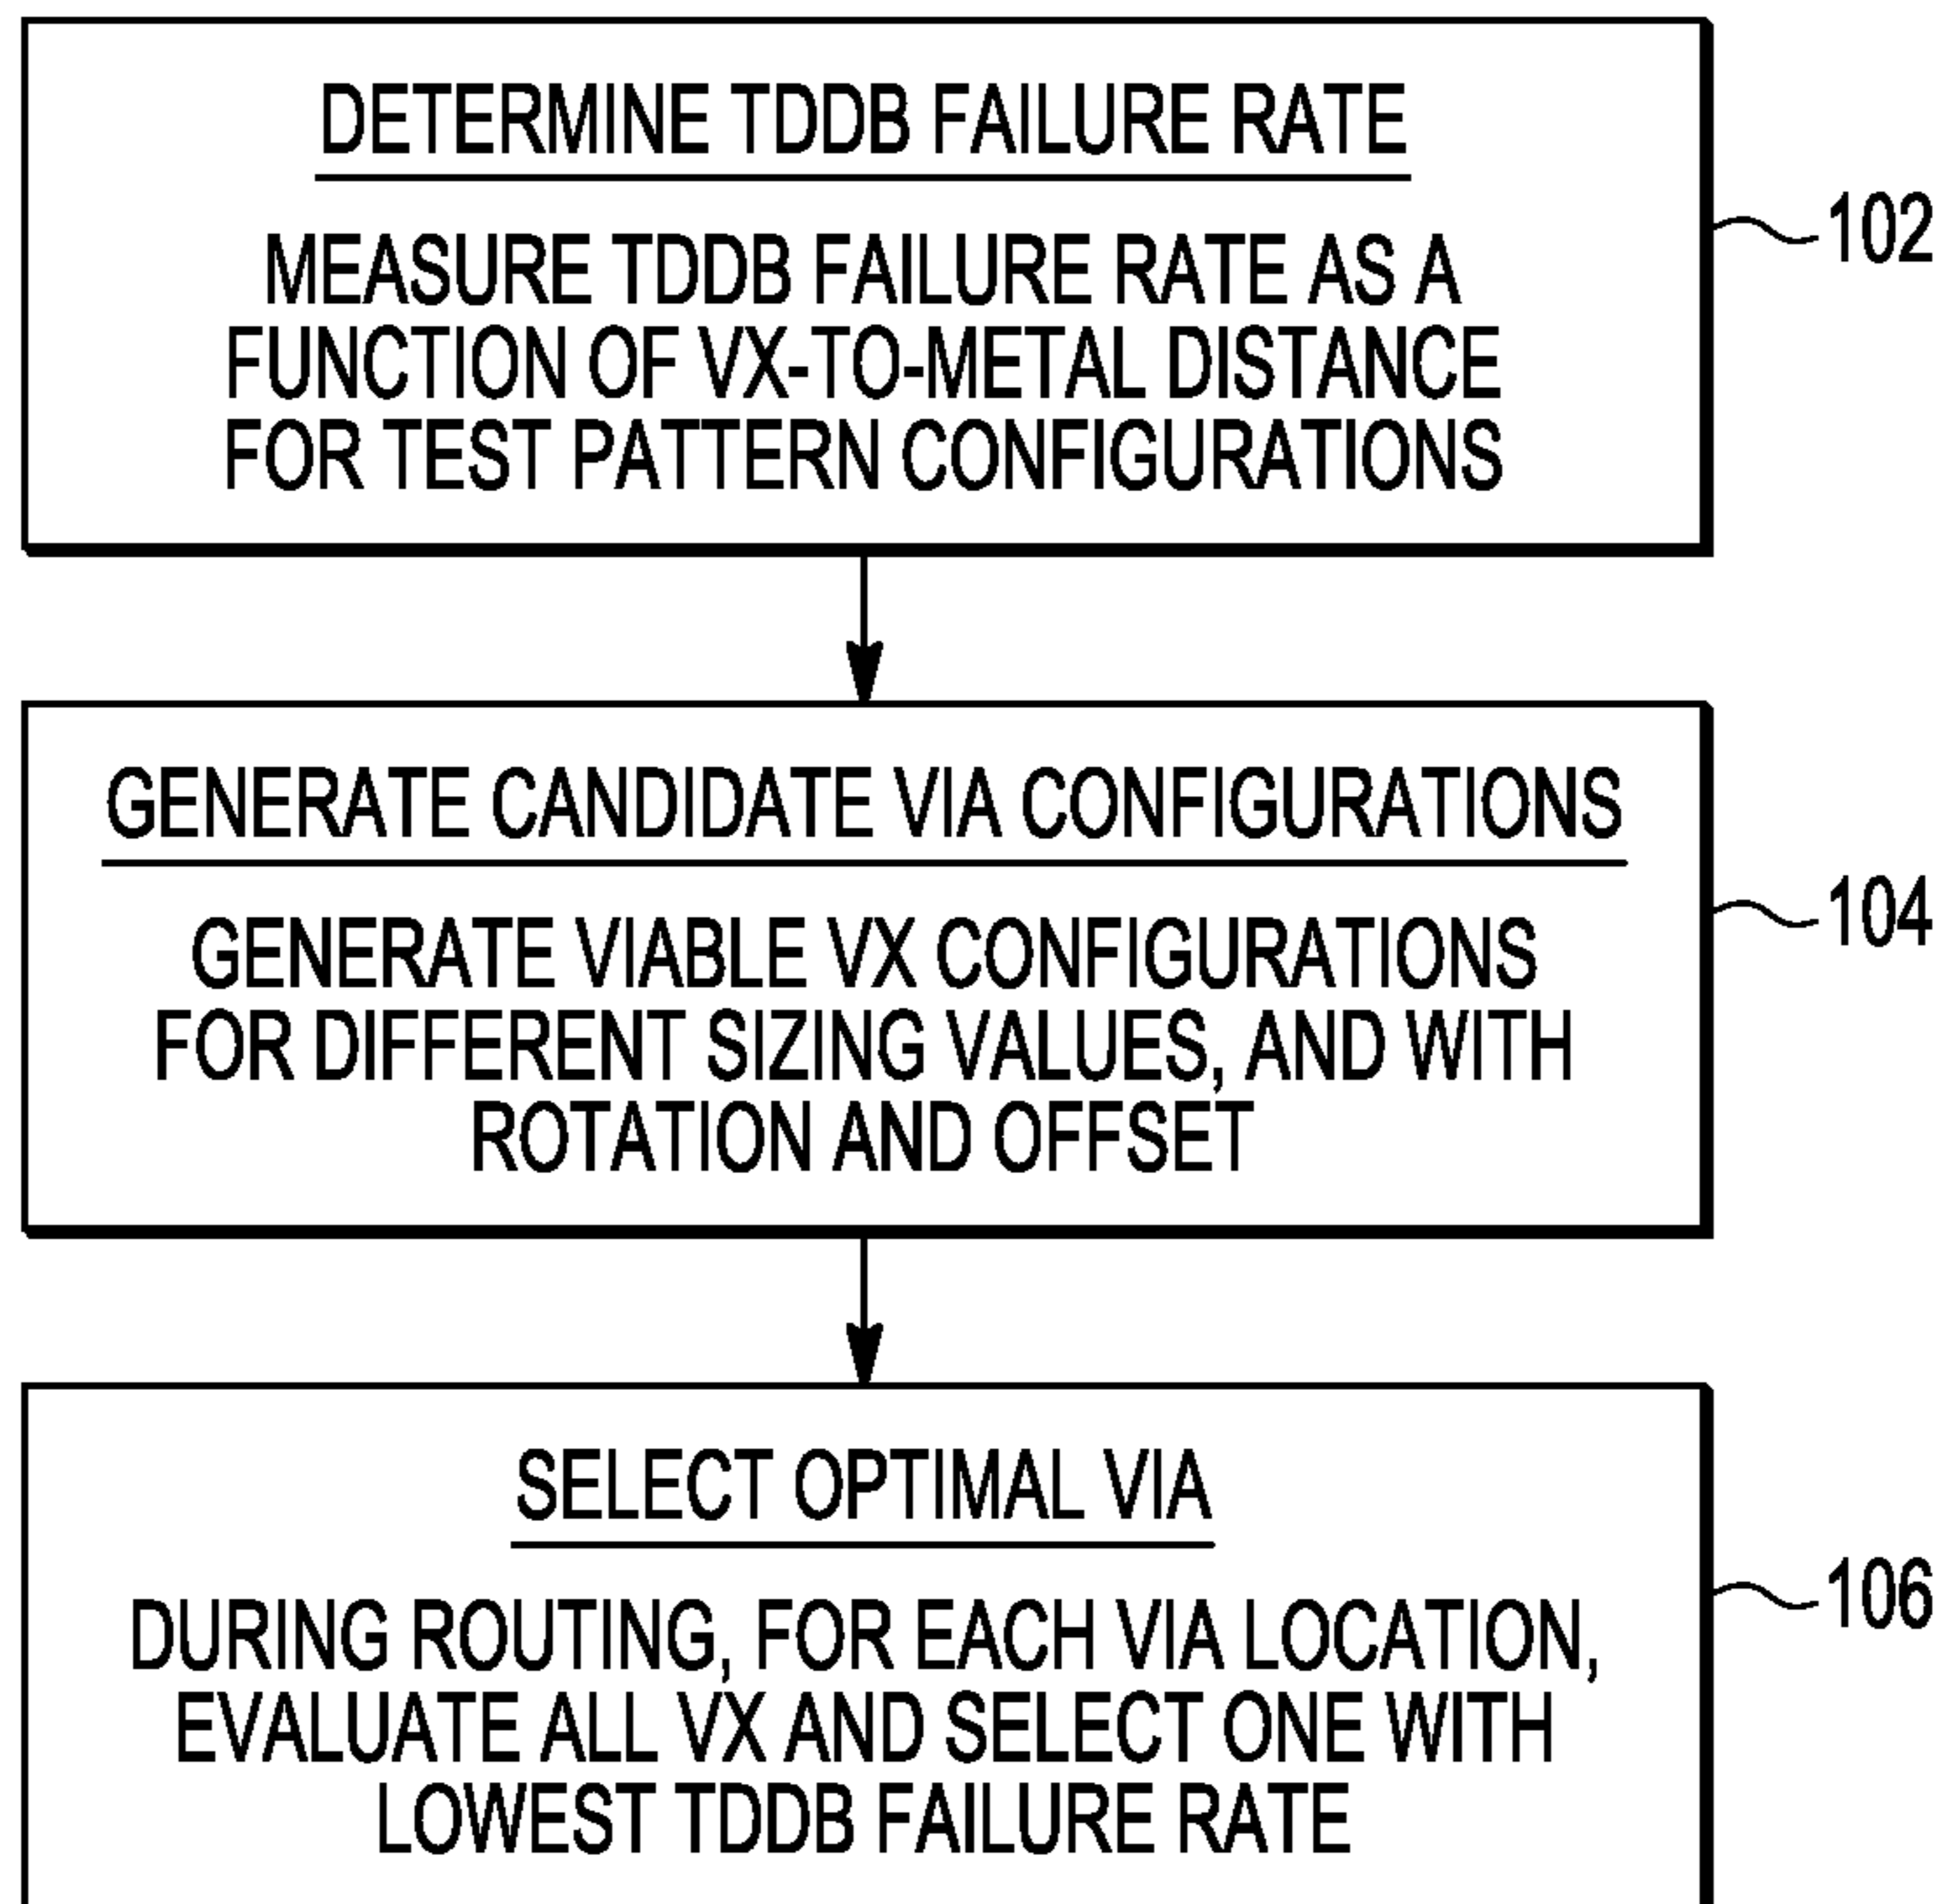 DETERMINE TDDB FAILURE RATE
MEASURE TDDB FAILURE RATE AS A
FUNCTION OF VX-TO-METAL DISTANCE
FOR TEST PATTERN CONFIGURATIONS
102
GENERATE CANDIDATE VIA CONFIGURATIONS
GENERATE VIABLE VX CONFIGURATIONS
FOR DIFFERENT SIZING VALUES, AND WITH
ROTATION AND OFFSET
104
SELECT OPTIMAL VIA
DURING ROUTING, FOR EACH VIA LOCATION,
EVALUATE ALL VX AND SELECT ONE WITH
LOWEST TDDB FAILURE RATE
106